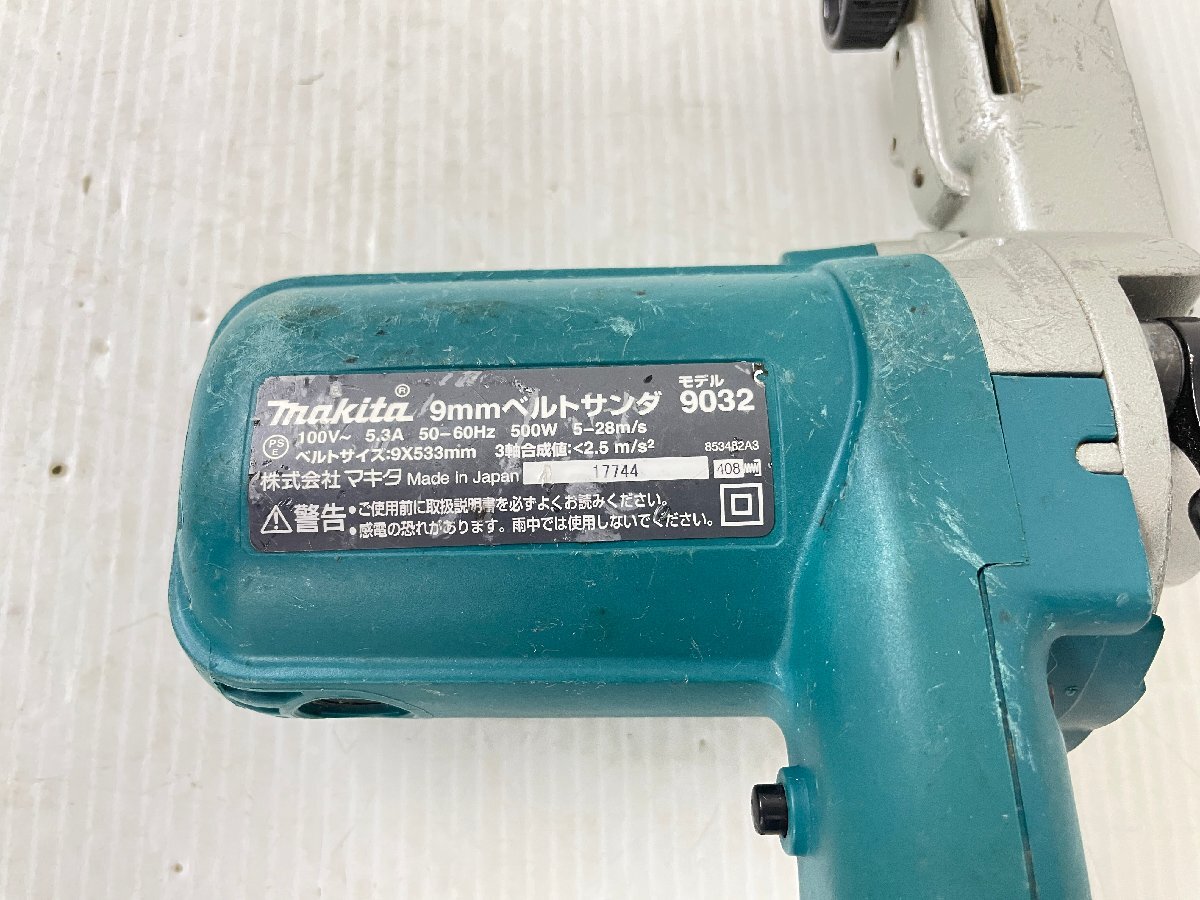 makita® 9mmベルトサンダ モデル 9032
PS E 100V~ 5.3A 50-60Hz 500W 5-28m/s
ベルトサイズ:9X533mm 3軸合成値:<2.5 m/s² 853482A3
株式会社 マキタ Made in Japan 17744 408
警告 •ご使用前に取扱説明書を必ずよくお読みください。
•感電の恐れがあります。雨中では使用しないでください。